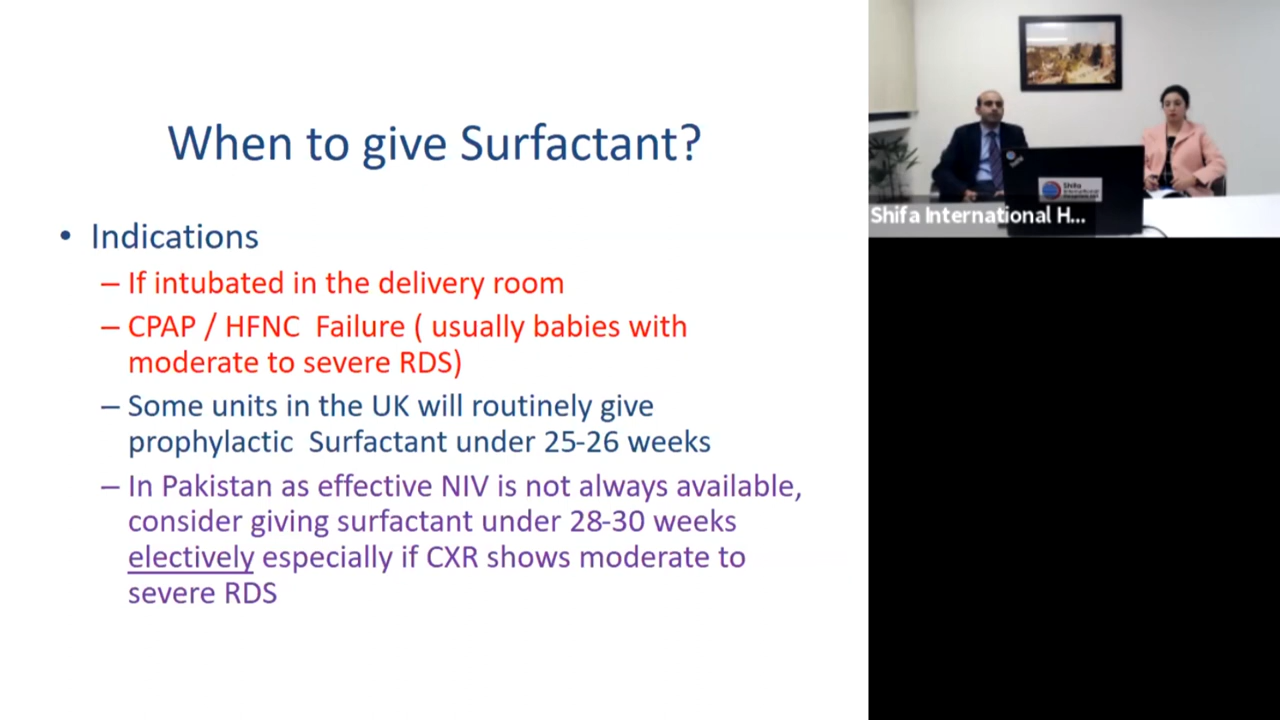 When to give Surfactant?
• Indications
– If intubated in the delivery room
– CPAP / HFNC Failure ( usually babies with
moderate to severe RDS)
– Some units in the UK will routinely give
prophylactic Surfactant under 25-26 weeks
– In Pakistan as effective NIV is not always available,
consider giving surfactant under 28-30 weeks
electively especially if CXR shows moderate to
severe RDS
Shifa
International
Shifa International H...